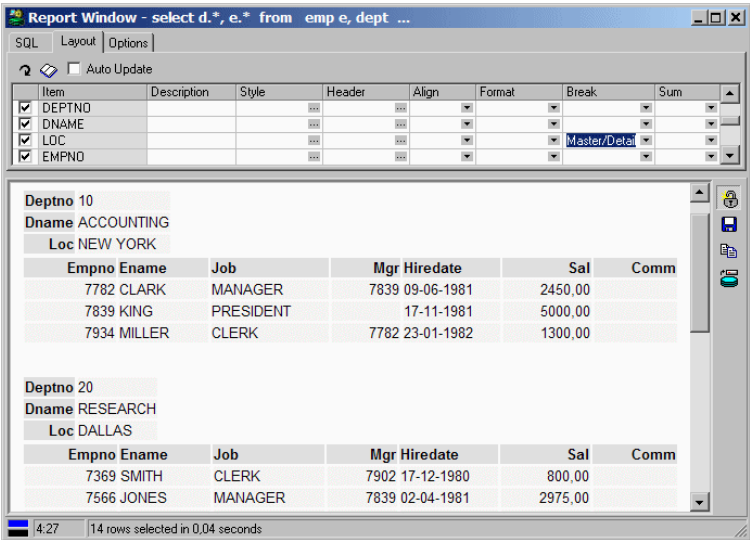 Report Window - select d.*, e.* from emp e, dept ...
SQL Layout Options
Auto Update
Item Description Style Header Align Format Break Sum
DEPTNO
DNAME
LOC Master/Detai
EMPNO
Deptno 10
Dname ACCOUNTING
Loc NEW YORK
Empno Ename Job Mgr Hiredate Sal Comm
7782 CLARK MANAGER 7839 09-06-1981 2450,00
7839 KING PRESIDENT 17-11-1981 5000,00
7934 MILLER CLERK 7782 23-01-1982 1300,00
Deptno 20
Dname RESEARCH
Loc DALLAS
Empno Ename Job Mgr Hiredate Sal Comm
7369 SMITH CLERK 7902 17-12-1980 800,00
7566 JONES MANAGER 7839 02-04-1981 2975,00
4:27 14 rows selected in 0,04 seconds